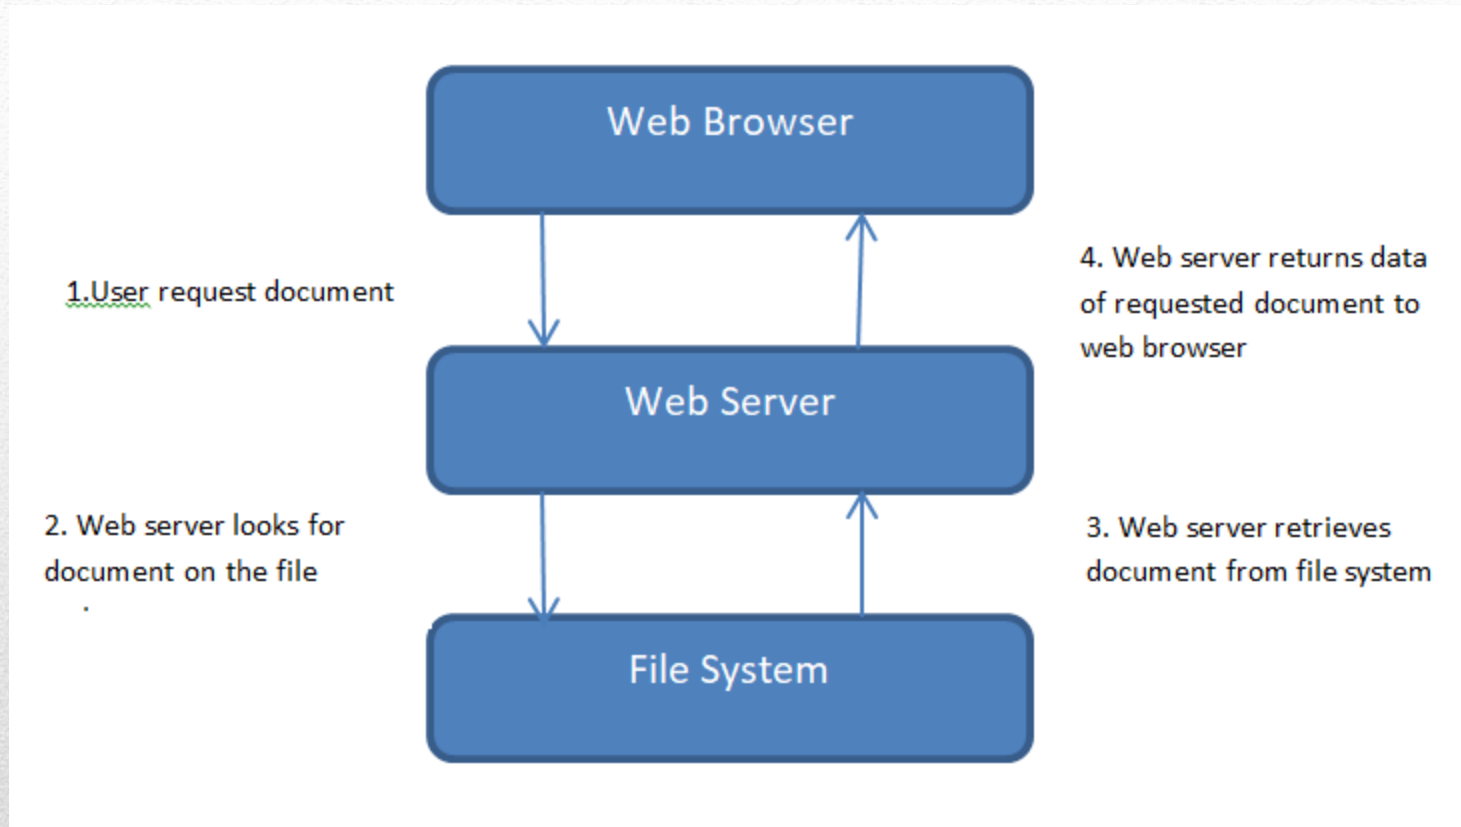 Web Browser
1.User request document
4. Web server returns data
of requested document to
web browser
Web Server
2. Web server looks for
document on the file
3. Web server retrieves
document from file system
File System